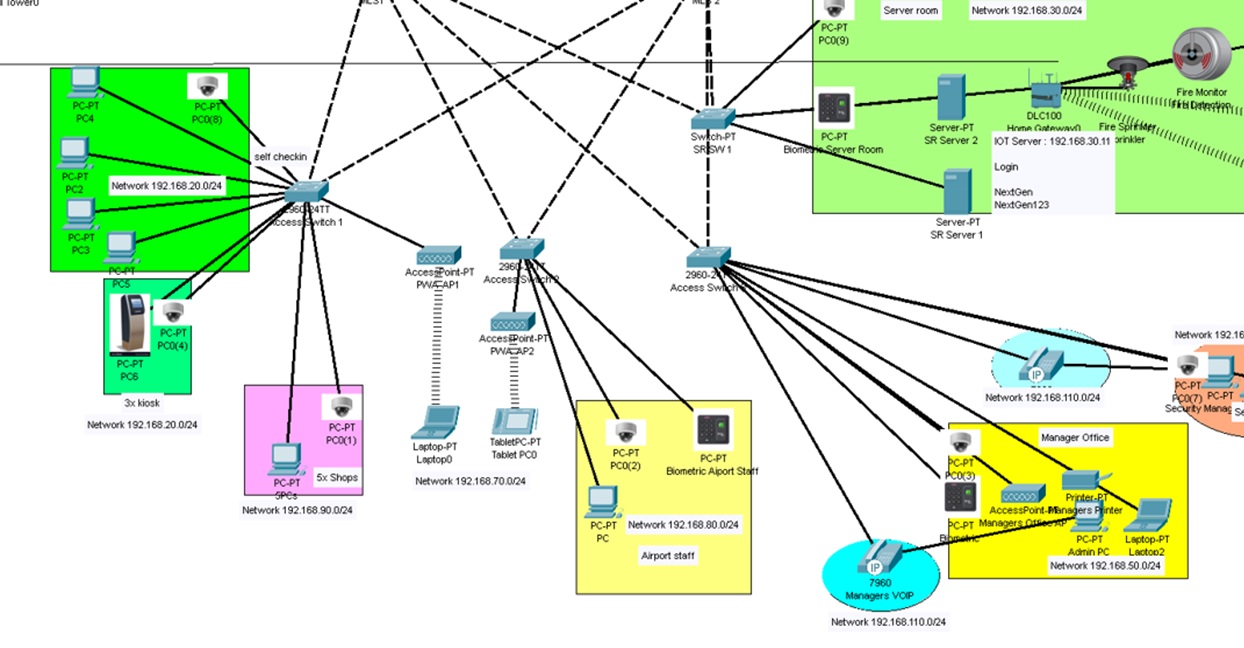 Tower0
MLS1
MLS 2
Server room
Network 192.168.30.0/24
PC-PT
PC0(9)
PC-PT
PC4
PC-PT
PC0(8)
Fire Monitor
Fire Detection
DLC100
Home Gateway0
Fire Sprinkler
Server-PT
SR Server 2
PC-PT
Biometric Server Room
Switch-PT
SR SW 1
IOT Server : 192.168.30.11
Login
NextGen
NextGen123
self checkin
PC-PT
PC2
Network 192.168.20.0/24
2960-24TT
Access Switch 1
PC-PT
PC3
Server-PT
SR Server 1
PC-PT
PC5
AccessPoint-PT
PWA AP1
2960-24TT
Access Switch 2
2960-24TT
Access Switch
PC-PT
PC0(4)
AccessPoint-PT
PWA AP2
Network 192.16
PC-PT
PC6
IP
PC-PT
PC0(7)
PC-PT
Security Manag
Se
3x kiosk
Network 192.168.110.0/24
Network 192.168.20.0/24
PC-PT
PC0(1)
Manager Office
Laptop-PT
Laptop0
TabletPC-PT
Tablet PC0
PC-PT
PC0(2)
PC-PT
Biometric Aiport Staff
PC-PT
PC0(3)
Network 192.168.70.0/24
5x Shops
PC-PT
5PCs
Printer-PT
Managers Printer
AccessPoint-PT
Managers Office AP
Network 192.168.90.0/24
PC-PT
PC
Network 192.168.80.0/24
PC-PT
Biometric
PC-PT
Admin PC
Laptop-PT
Laptop2
Airport staff
Network 192.168.50.0/24
IP
7960
Managers VOIP
Network 192.168.110.0/24